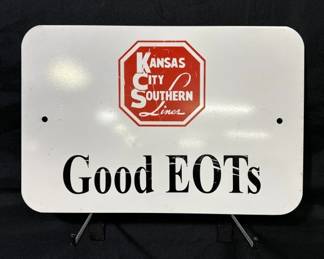 KANSAS
CITY
SOUTHERN
Lines
Good EOTs